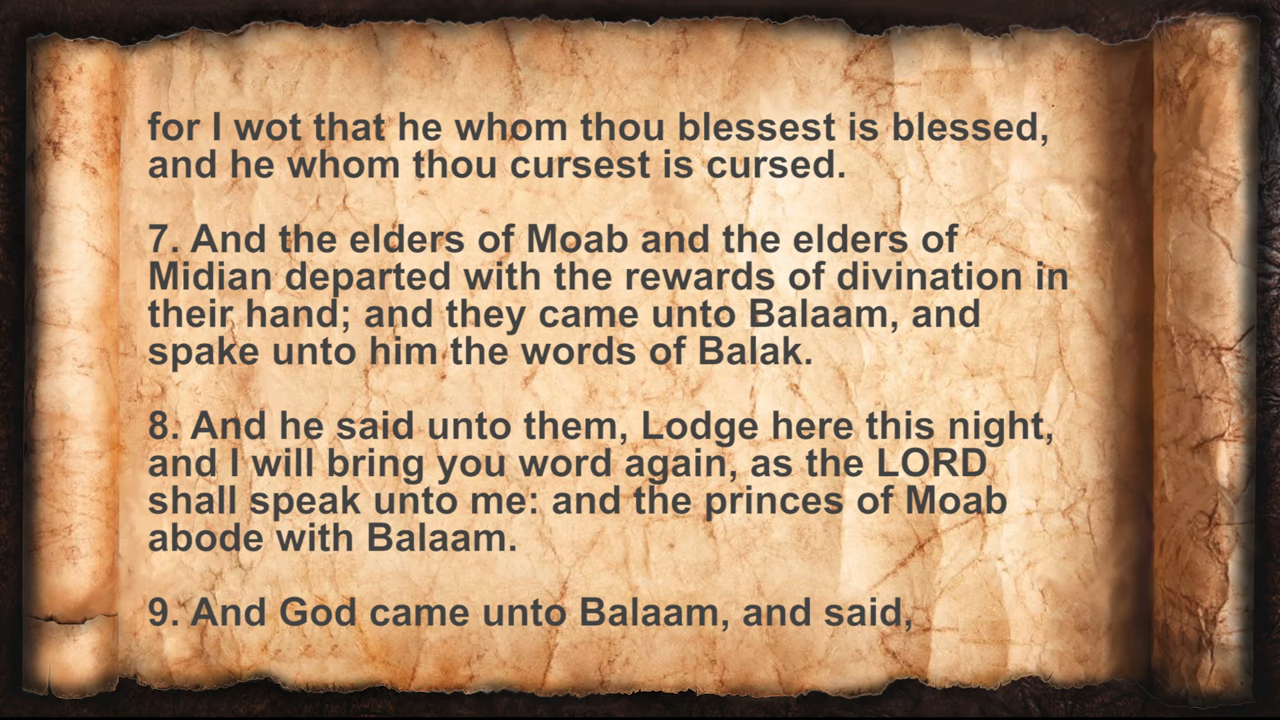 for I wot that he whom thou blessest is blessed,
and he whom thou cursest is cursed.
7. And the elders of Moab and the elders of
Midian departed with the rewards of divination in
their hand; and they came unto Balaam, and
spake unto him the words of Balak.
8. And he said unto them, Lodge here this night,
and I will bring you word again, as the LORD
shall speak unto me: and the princes of Moab
abode with Balaam.
9. And God came unto Balaam, and said,